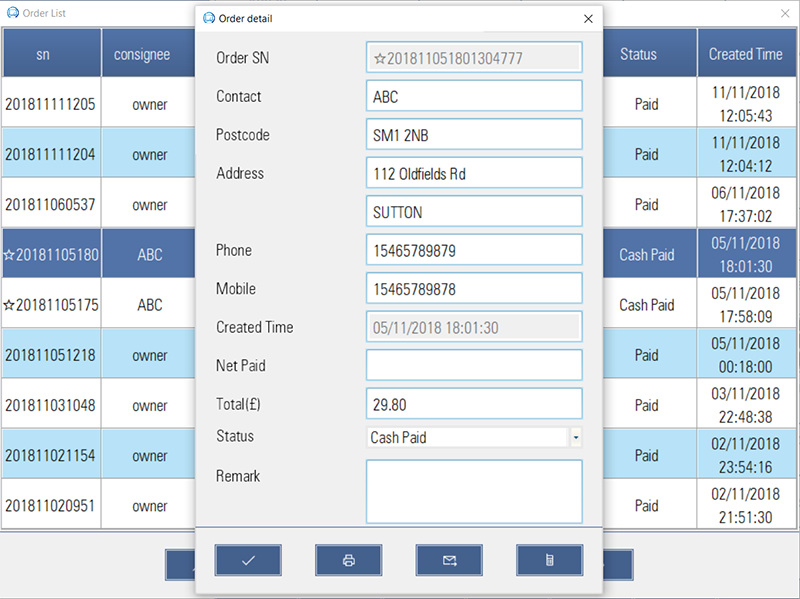 Order List
Order detail
sn consignee Status Created Time
Order SN ☆201811051801304777
Contact ABC
Postcode SM1 2NB
Address 112 Oldfields Rd
SUTTON
Phone 15465789879
Mobile 15465789878
Created Time 05/11/2018 18:01:30
Net Paid
Total(£) 29.80
Status Cash Paid
Remark
201811111205 owner Paid 11/11/2018
12:05:43
201811111204 owner Paid 11/11/2018
12:04:12
201811060537 owner Paid 06/11/2018
17:37:02
☆20181105180 ABC Cash Paid 05/11/2018
18:01:30
☆20181105175 ABC Cash Paid 05/11/2018
17:58:09
201811051218 owner Paid 05/11/2018
00:18:00
201811031048 owner Paid 03/11/2018
22:48:38
201811021154 owner Paid 02/11/2018
23:54:16
201811020951 owner Paid 02/11/2018
21:51:30